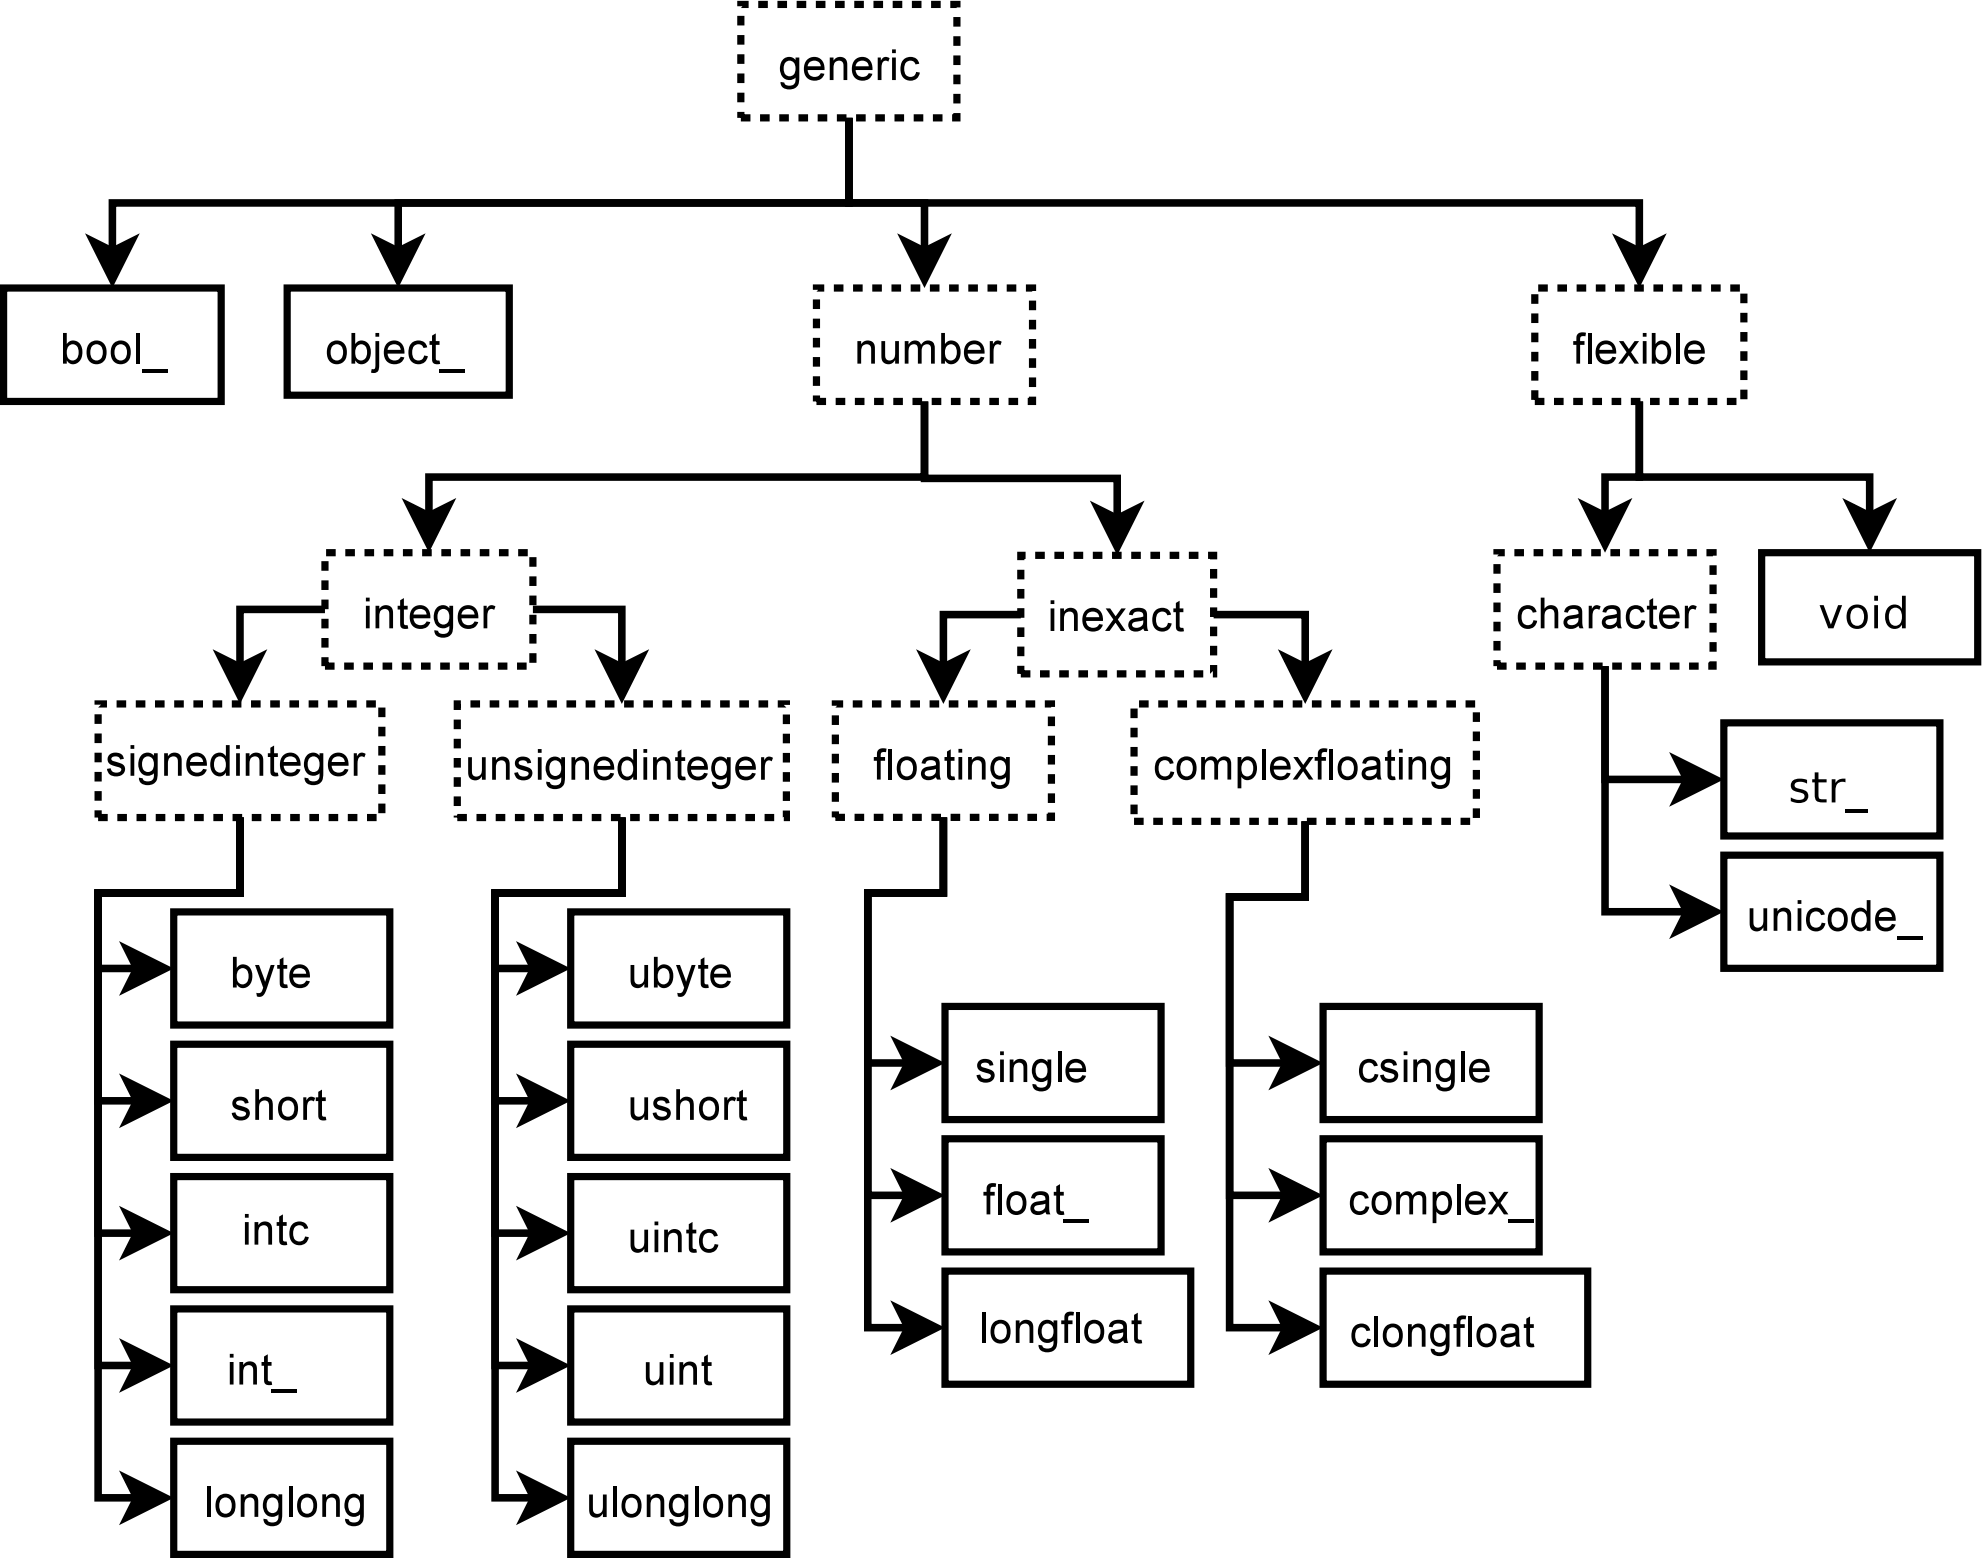 generic
bool_
object_
number
flexible
integer
inexact
character
void
signedinteger
unsignedinteger
floating
complexfloating
str_
unicode_
byte
ubyte
single
csingle
short
ushort
float_
complex_
intc
uintc
longfloat
clongfloat
int_
uint
longlong
ulonglong